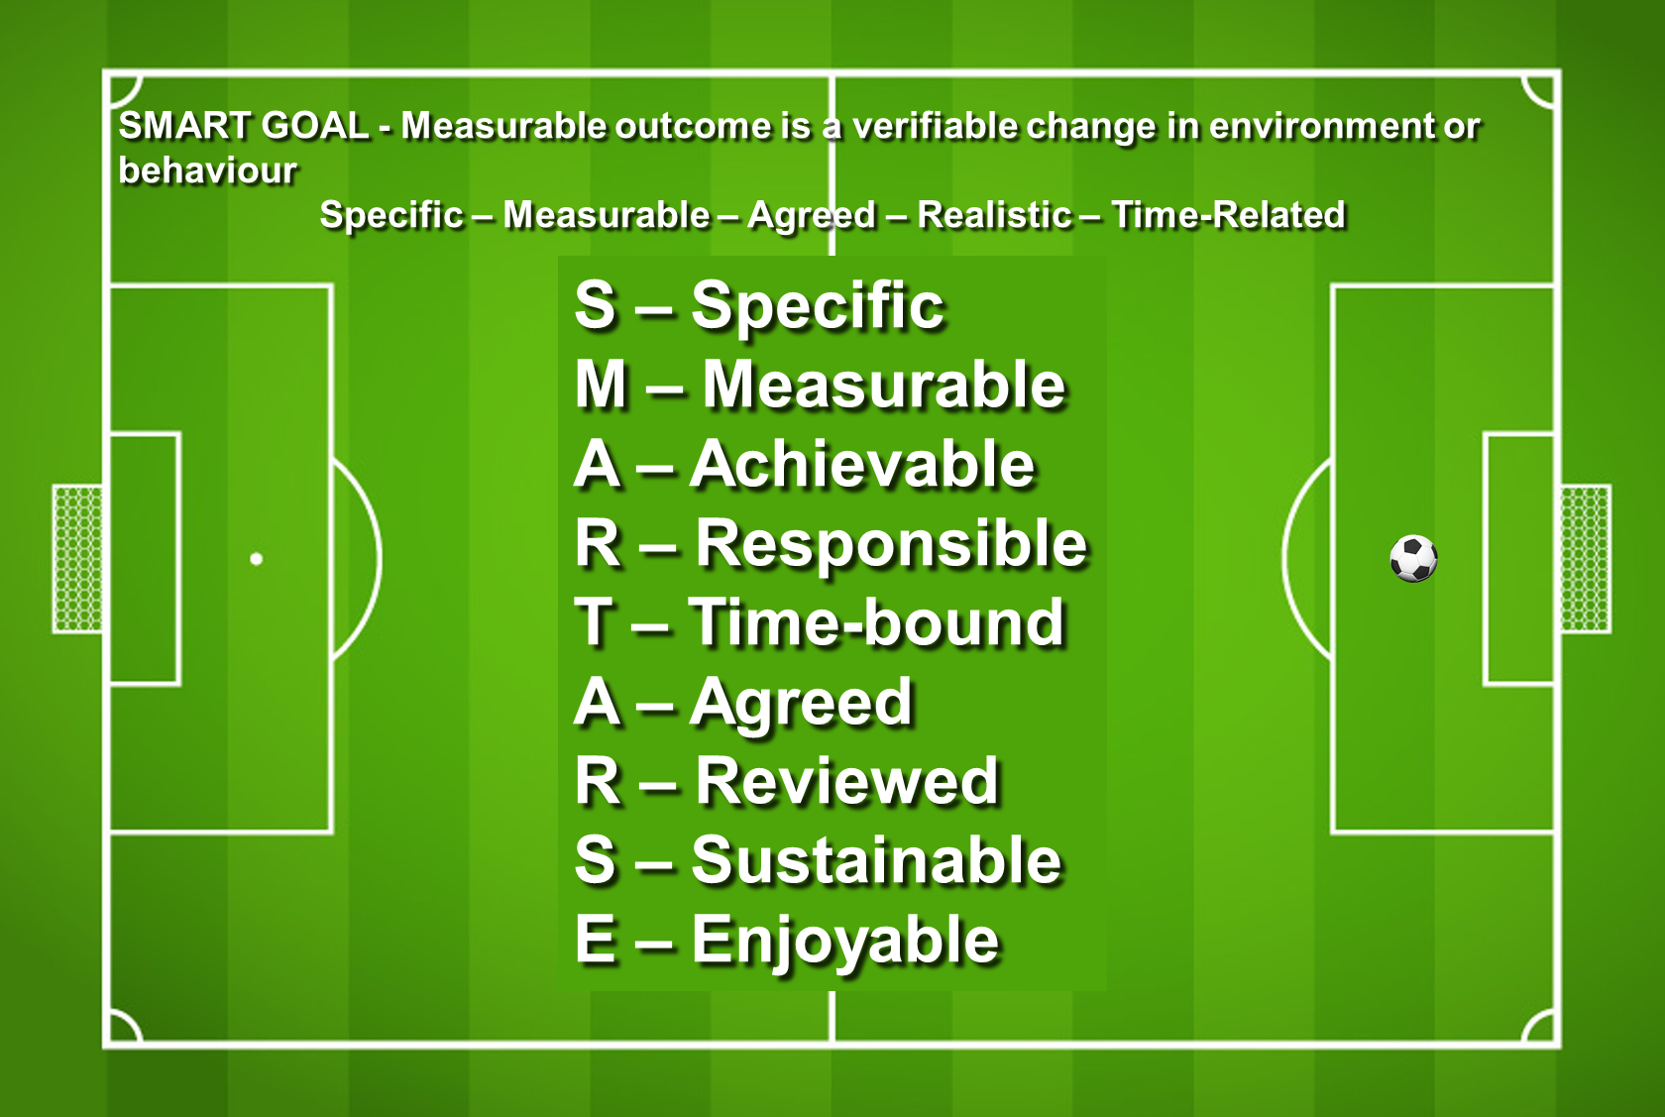 SMART GOAL - Measurable outcome is a verifiable change in environment or
behaviour
Specific – Measurable – Agreed – Realistic – Time-Related
S – Specific
M – Measurable
A – Achievable
R – Responsible
T – Time-bound
A – Agreed
R – Reviewed
S – Sustainable
E – Enjoyable